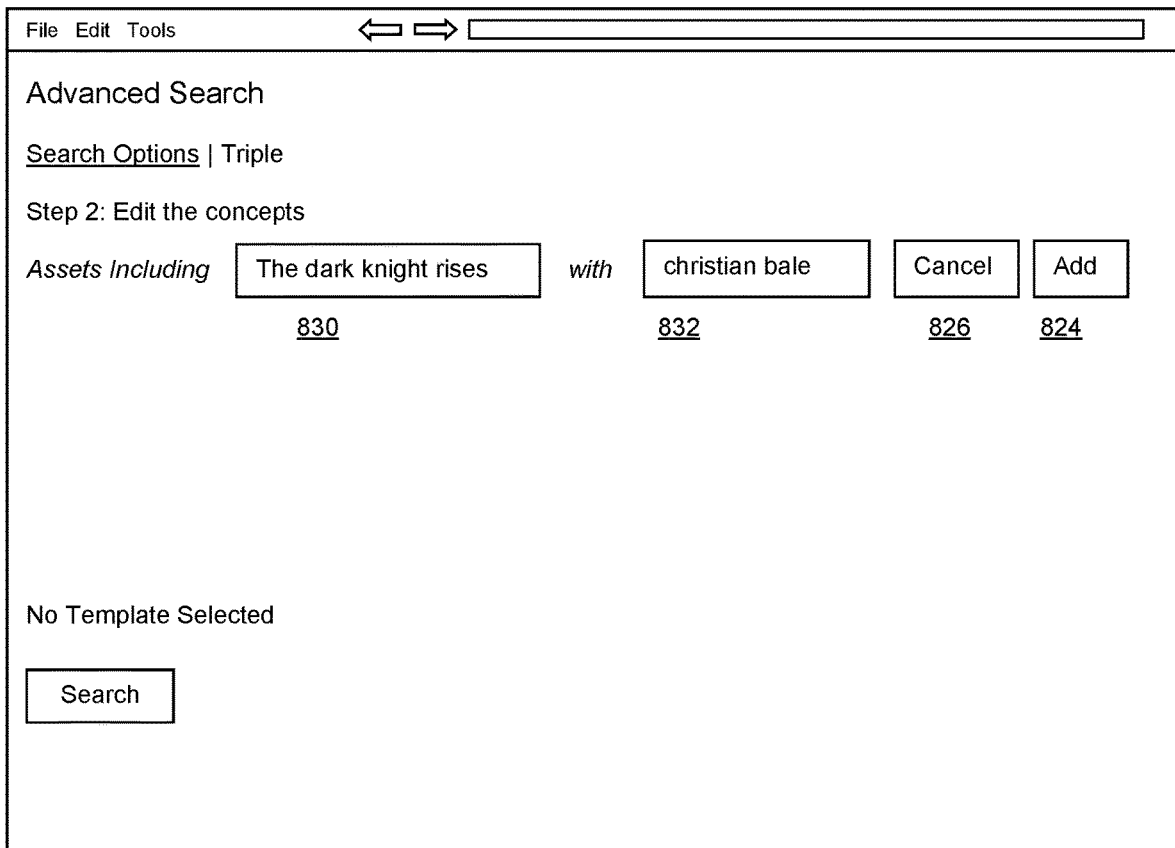 File Edit Tools
Advanced Search
Search Options | Triple
Step 2: Edit the concepts
Assets Including The dark knight rises with christian bale Cancel Add
830 832 826 824
No Template Selected
Search